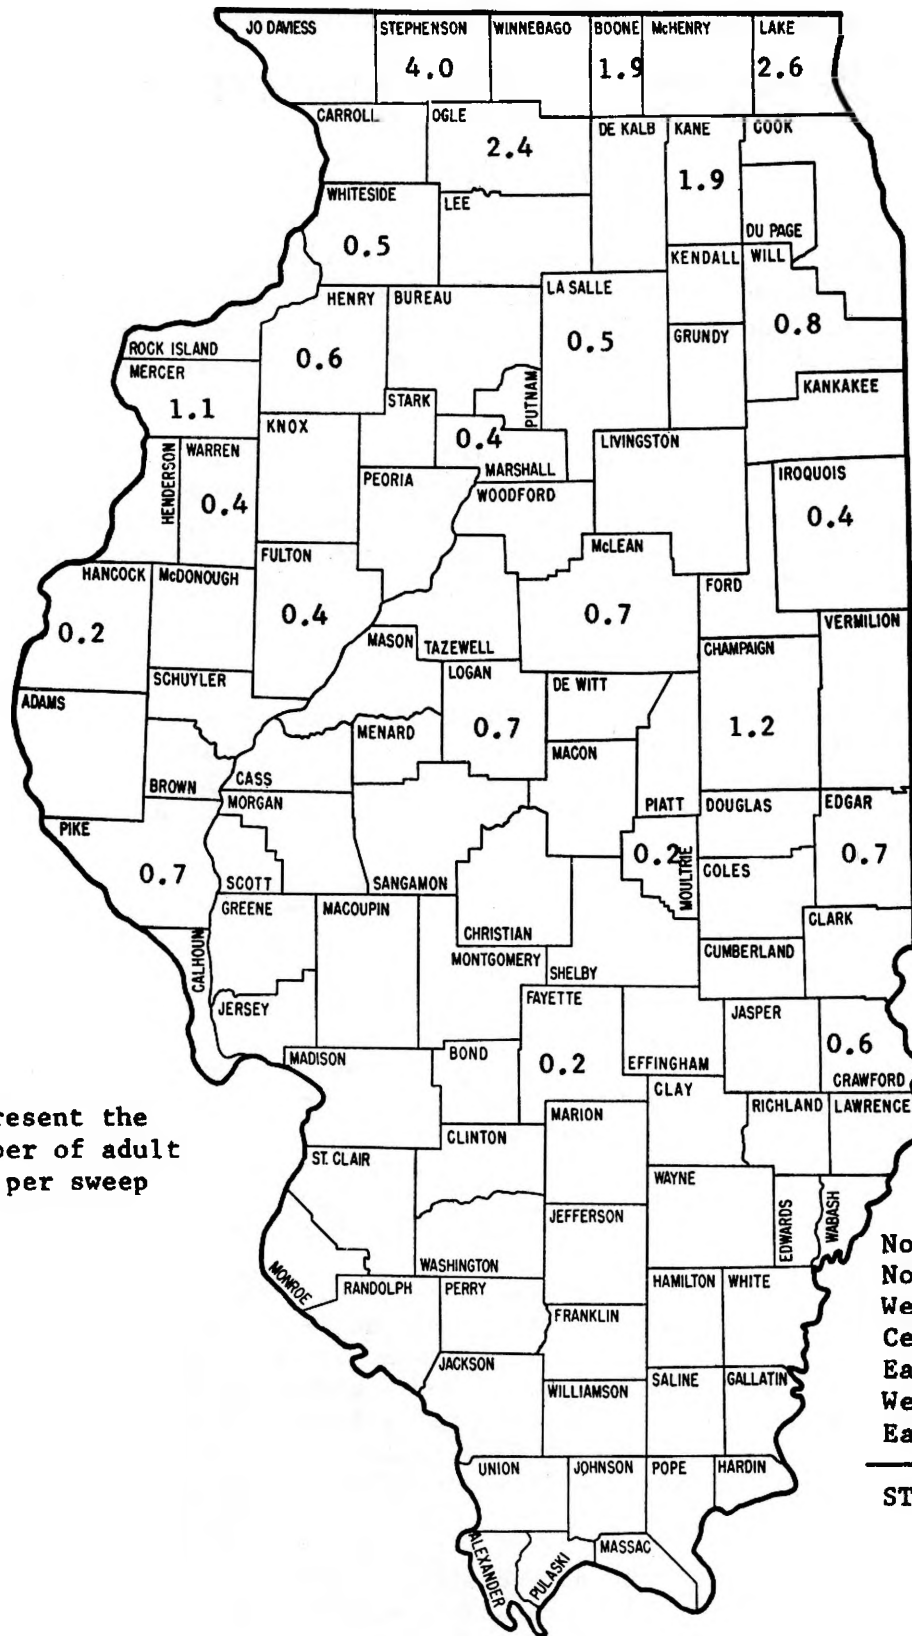 JO DAVIESS STEPHENSON WINNEBAGO BOONE McHENRY LAKE
4.0 1.9 2.6
CARROLL OGLE DE KALB KANE COOK
2.4 1.9
WHITESIDE LEE DU PAGE
0.5 KENDALL WILL
HENRY BUREAU LA SALLE
0.6 0.5 GRUNDY 0.8
ROCK ISLAND
MERCER STARK PUTNAM KANKAKEE
1.1 KNOX 0.4 LIVINGSTON
HENDERSON WARREN PEORIA MARSHALL IROQUOIS
0.4 WOODFORD 0.4
FULTON McLEAN
HANCOCK McDONOUGH FORD
0.2 0.4 0.7 VERMILION
MASON TAZEWELL CHAMPAIGN
SCHUYLER LOGAN DE WITT
ADAMS MENARD 0.7 1.2
MACON
BROWN CASS
MORGAN PIATT DOUGLAS EDGAR
PIKE 0.2 0.7
0.7 SCOTT SANGAMON MOULTRIE COLES
GREENE MACOUPIN CLARK
CHRISTIAN
CALHOUN MONTGOMERY SHELBY CUMBERLAND
JERSEY FAYETTE JASPER
MADISON BOND 0.2 EFFINGHAM 0.6
CLAY CRAWFORD
MARION RICHLAND LAWRENCE
resent the
ber of adult
per sweep
CLINTON
ST. CLAIR WAYNE
JEFFERSON EDWARDS WABASH
WASHINGTON
MONROE RANDOLPH PERRY HAMILTON WHITE
FRANKLIN
JACKSON
WILLIAMSON SALINE GALLATIN
UNION JOHNSON POPE HARDIN
ALEXANDER PULASKI MASSAC
No
No
We
Ce
Ea
We
Ea
ST